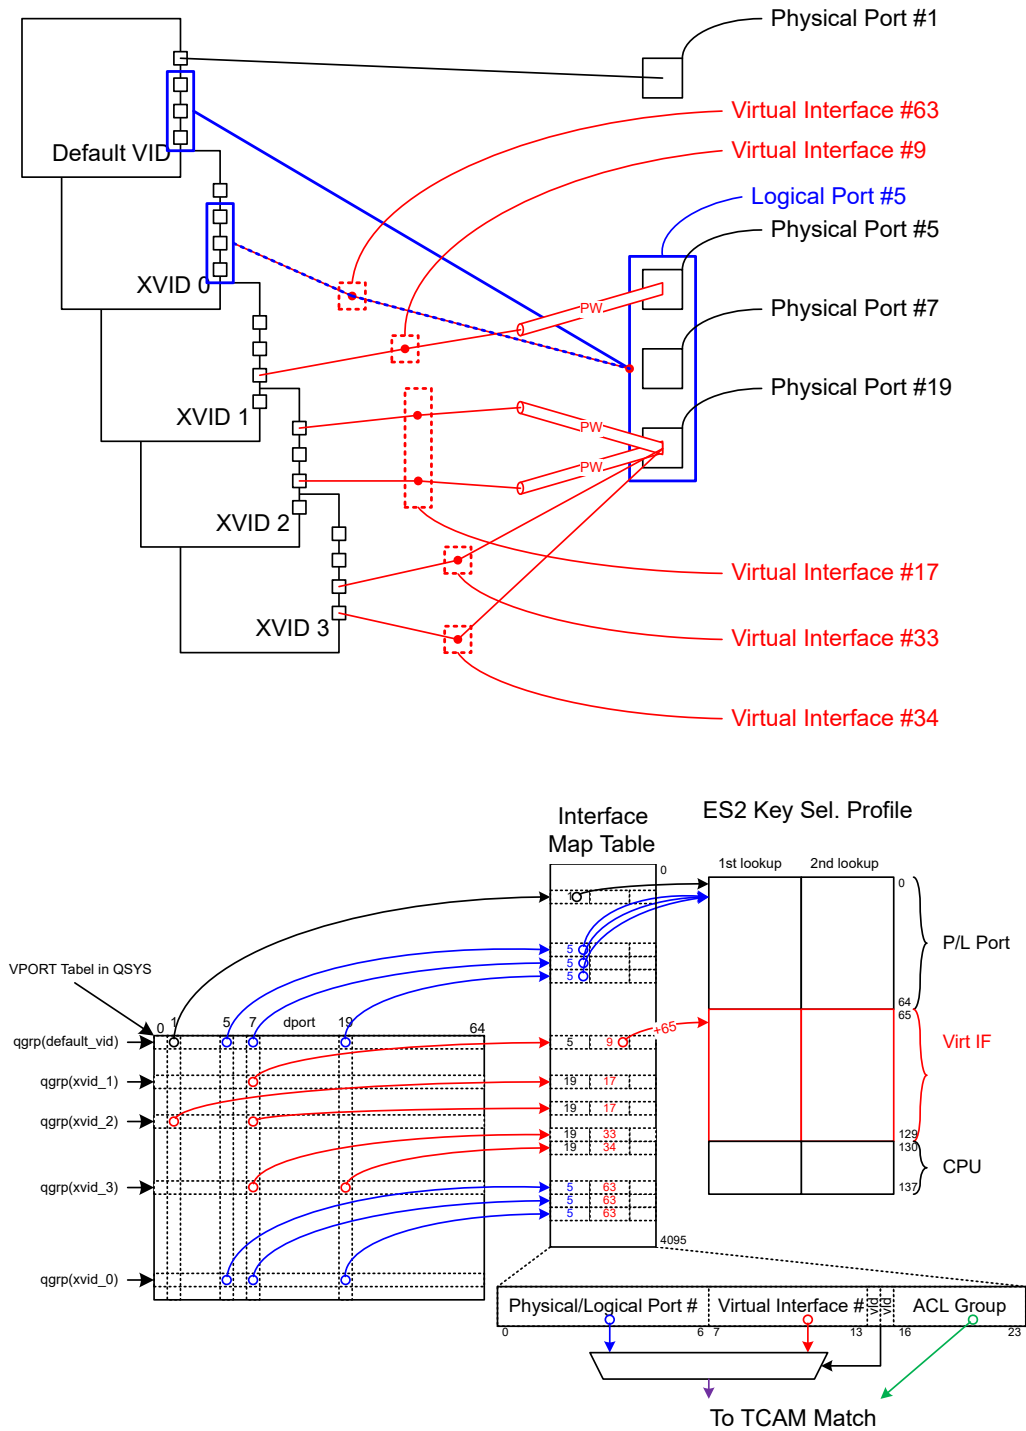 Physical Port #1
Virtual Interface #63
Virtual Interface #9
Default VID
Logical Port #5
Physical Port #5
XVID 0
PW
Physical Port #7
Physical Port #19
XVID 1
PW
PW
XVID 2
Virtual Interface #17
XVID 3
Virtual Interface #33
Virtual Interface #34
Interface
Map Table
ES2 Key Sel. Profile
1st lookup
2nd lookup
0
0
1
P/L Port
5
5
5
VPORT Tabel in QSYS
64
65
0
1
5
7
dport
19
64
+65
qgrp(default_vid)
5
9
Virt IF
qgrp(xvid_1)
19
17
19
17
qgrp(xvid_2)
19
33
129
130
19
34
CPU
qgrp(xvid_3)
5
63
137
5
63
5
63
4095
qgrp(xvid_0)
Physical/Logical Port #
Virtual Interface #
vld
vld
ACL Group
0
6
7
13
16
23
To TCAM Match